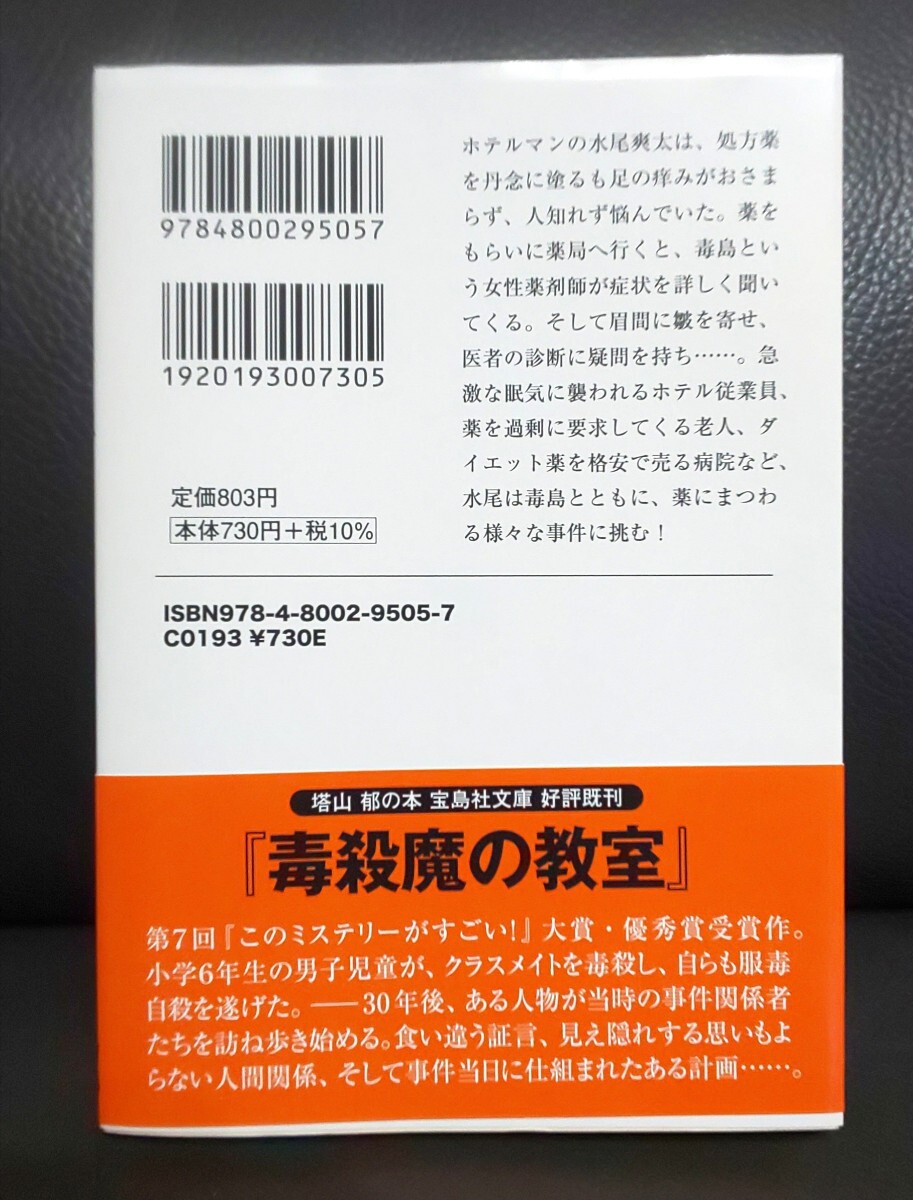 9784800295057
1920193007305
定価803円
本体730円＋税10%
ホテルマンの水尾爽太は、処方薬
を丹念に塗るも足の痒みがおさま
らず、人知れず悩んでいた。薬を
もらいに薬局へ行くと、毒島とい
う女性薬剤師が症状を詳しく聞い
てくる。そして眉間に皺を寄せ、
医者の診断に疑問を持ち……。急
激な眠気に襲われるホテル従業員、
薬を過剰に要求してくる老人、ダ
イエット薬を格安で売る病院など、
水尾は毒島とともに、薬にまつわ
る様々な事件に挑む！
ISBN978-4-8002-9505-7
C0193 ¥730E
塔山 郁の本 宝島社文庫 好評既刊
『毒殺魔の教室』
第7回『このミステリーがすごい！』大賞・優秀賞受賞作。
小学6年生の男子児童が、クラスメイトを毒殺し、自らも服毒
自殺を遂げた。――30年後、ある人物が当時の事件関係者
たちを訪ね歩き始める。食い違う証言、見え隠れする思いもよ
らない人間関係、そして事件当日に仕組まれたある計画……。